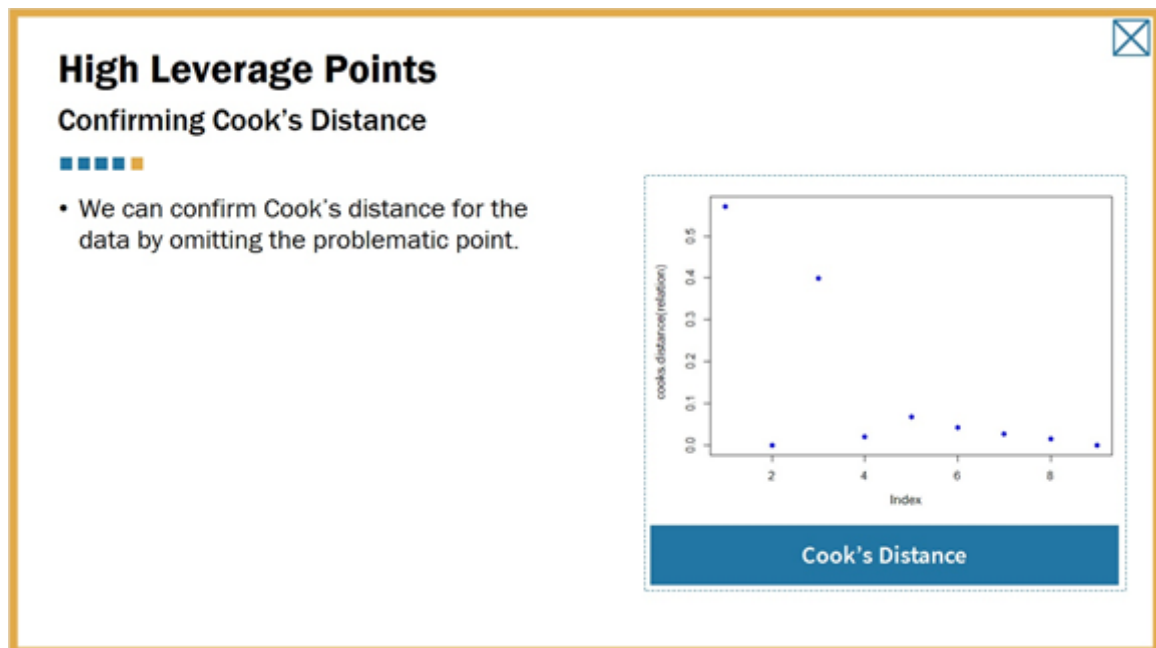 High Leverage Points
Confirming Cook's Distance
• We can confirm Cook's distance for the
data by omitting the problematic point.
cooks.distance(relation)
0.5
0.4
0.3
0.2
0.1
0.0
2 4 6 8
Index
Cook's Distance